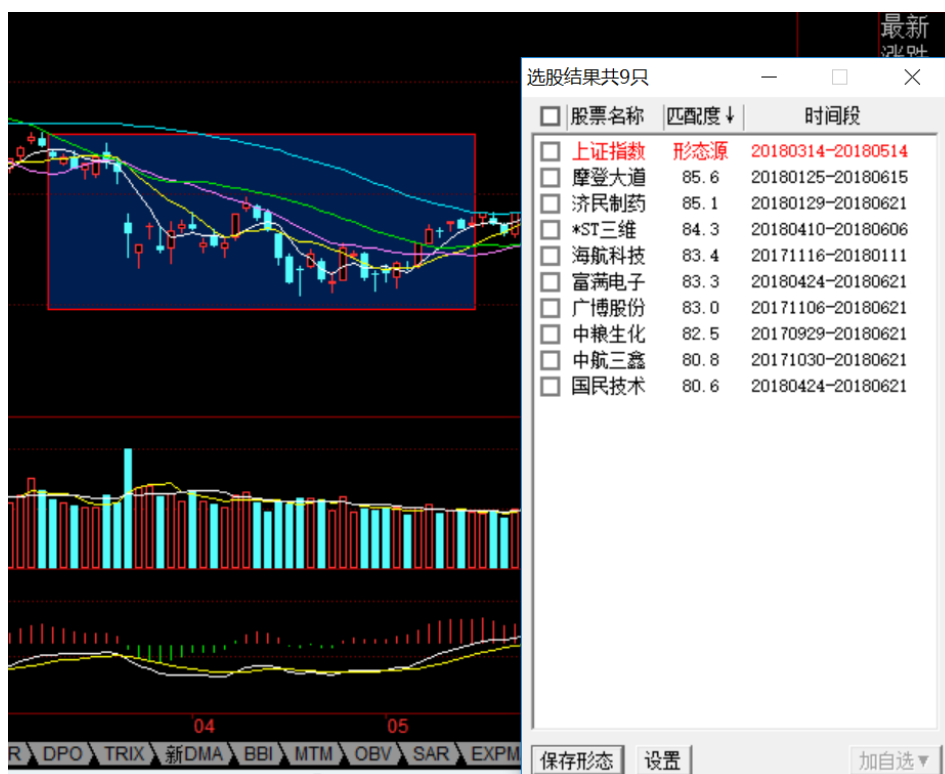 最新
涨跌
选股结果共9只
股票名称 匹配度↓ 时间段
上证指数 形态源 20180314-20180514
摩登大道 85.6 20180125-20180615
济民制药 85.1 20180129-20180621
*ST三维 84.3 20180410-20180606
海航科技 83.4 20171116-20180111
富满电子 83.3 20180424-20180621
广博股份 83.0 20171106-20180621
中粮生化 82.5 20170929-20180621
中航三鑫 80.8 20171030-20180621
国民技术 80.6 20180424-20180621
04 05
R DPO TRIX 新DMA BBI MTM OBV SAR EXPM
保存形态 设置 加自选▼